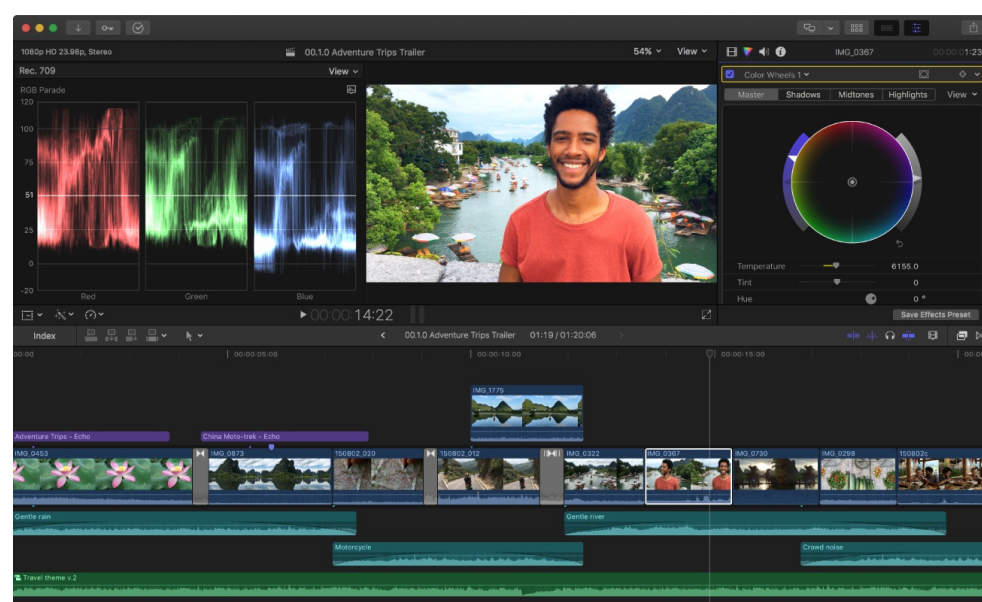 1080p HD 23.98p, Stereo
00.1.0 Adventure Trips Trailer
54%
View
IMG_0367
00:00:01:23
Rec. 709
View
Color Wheels 1
RGB Parade
Master
Shadows
Midtones
Highlights
View
120
100
75
51
25
0
-20
Red
Green
Blue
Temperature
6155.0
Tint
0
Hue
0 °
00:00:14:22
Save Effects Preset
Index
00.1.0 Adventure Trips Trailer
01:19 / 01:20:06
00:00
00:00:05:00
00:00:10:00
00:00:15:00
IMG_1775
Adventure Trips - Echo
China Moto-trek - Echo
IMG_0453
IMG_0873
150802_020
150802_012
IMG_0322
IMG_0367
IMG_0730
IMG_0298
150802c
Gentle rain
Gentle river
Motorcycle
Crowd noise
Travel theme v.2